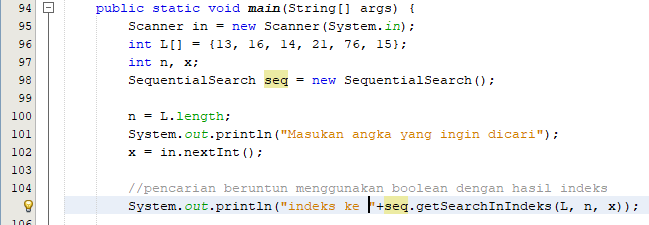 94 public static void main(String[] args) {
95 Scanner in = new Scanner(System.in);
96 int L[] = {13, 16, 14, 21, 76, 15};
97 int n, x;
98 SequentialSearch seq = new SequentialSearch();
99
100 n = L.length;
101 System.out.println("Masukan angka yang ingin dicari");
102 x = in.nextInt();
103
104 //pencarian beruntun menggunakan boolean dengan hasil indeks
System.out.println("indeks ke "+seq.getSearchInIndeks(L, n, x));